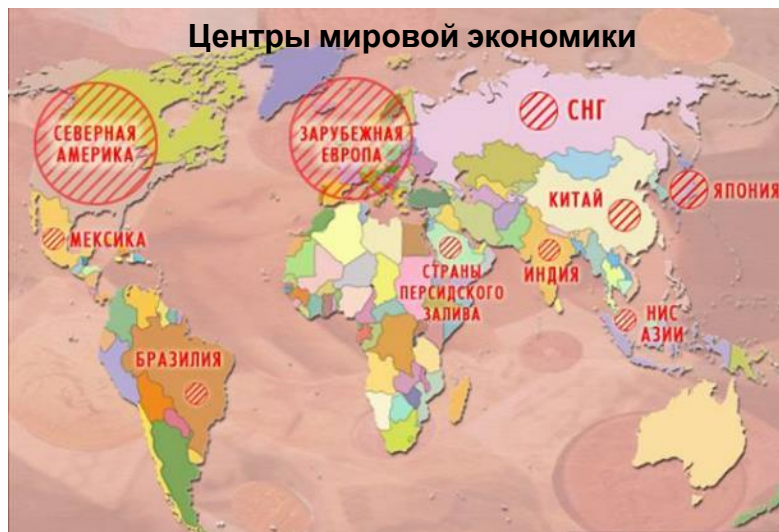 Центры мировой экономики
СЕВЕРНАЯ
АМЕРИКА
ЗАРУБЕЖНАЯ
ЕВРОПА
СНГ
КИТАЙ
ЯПОНИЯ
МЕКСИКА
СТРАНЫ
ПЕРСИДСКОГО
ЗАЛИВА
ИНДИЯ
НИС
АЗИИ
БРАЗИЛИЯ